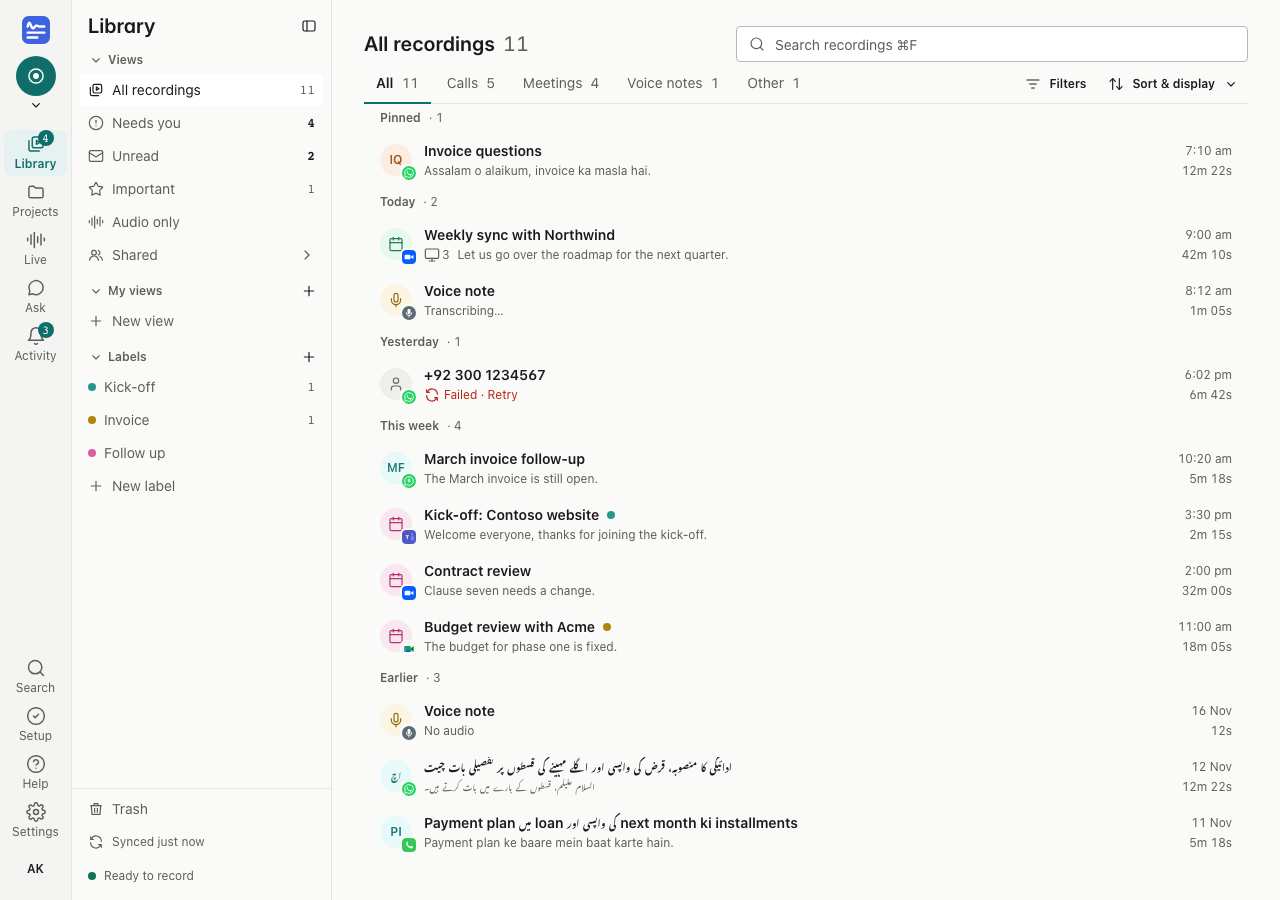 Library
Views
All recordings 11
Needs you 4
Unread 2
Important 1
Audio only
Shared
My views
New view
Labels
Kick-off 1
Invoice 1
Follow up
New label
Trash
Synced just now
Ready to record
4
Library
Projects
Live
Ask
3
Activity
Search
Setup
Help
Settings
AK
All recordings 11
Search recordings ⌘F
All 11 Calls 5 Meetings 4 Voice notes 1 Other 1
Filters Sort & display
Pinned · 1
IQ Invoice questions 7:10 am
Assalam o alaikum, invoice ka masla hai. 12m 22s
Today · 2
Weekly sync with Northwind 9:00 am
3 Let us go over the roadmap for the next quarter. 42m 10s
Voice note 8:12 am
Transcribing... 1m 05s
Yesterday · 1
+92 300 1234567 6:02 pm
Failed · Retry 6m 42s
This week · 4
MF March invoice follow-up 10:20 am
The March invoice is still open. 5m 18s
Kick-off: Contoso website 3:30 pm
Welcome everyone, thanks for joining the kick-off. 2m 15s
Contract review 2:00 pm
Clause seven needs a change. 32m 00s
Budget review with Acme 11:00 am
The budget for phase one is fixed. 18m 05s
Earlier · 3
Voice note 16 Nov
No audio 12s
ادائیگی کا منصوبہ، قرض کی واپسی اور اگلے مہینے کی قسطوں پر تفصیلی بات چیت 12 Nov
السلام علیکم، قسطوں کے بارے میں بات کرتے ہیں۔ 12m 22s
PI Payment plan میں loan کی واپسی اور next month ki installments 11 Nov
Payment plan ke baare mein baat karte hain. 5m 18s